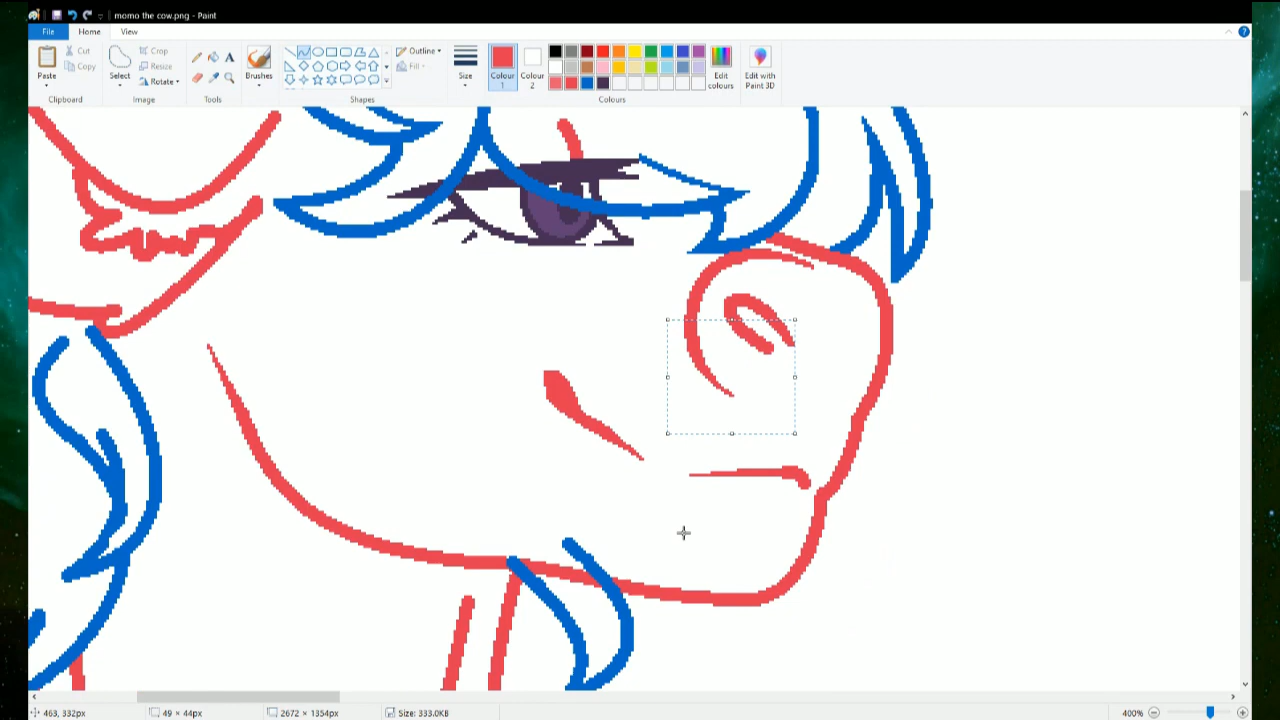 momo the cow.png - Paint
File Home View
Paste
Cut
Copy
Clipboard
Select
Crop
Resize
Rotate
Image
A
Tools
Brushes
Outline
Fill
Shapes
Size
Colour
1
Colour
2
Edit
colours
Edit with
Paint 3D
Colours
463, 332px 49 × 44px 2672 × 1354px Size: 333.0KB 400%